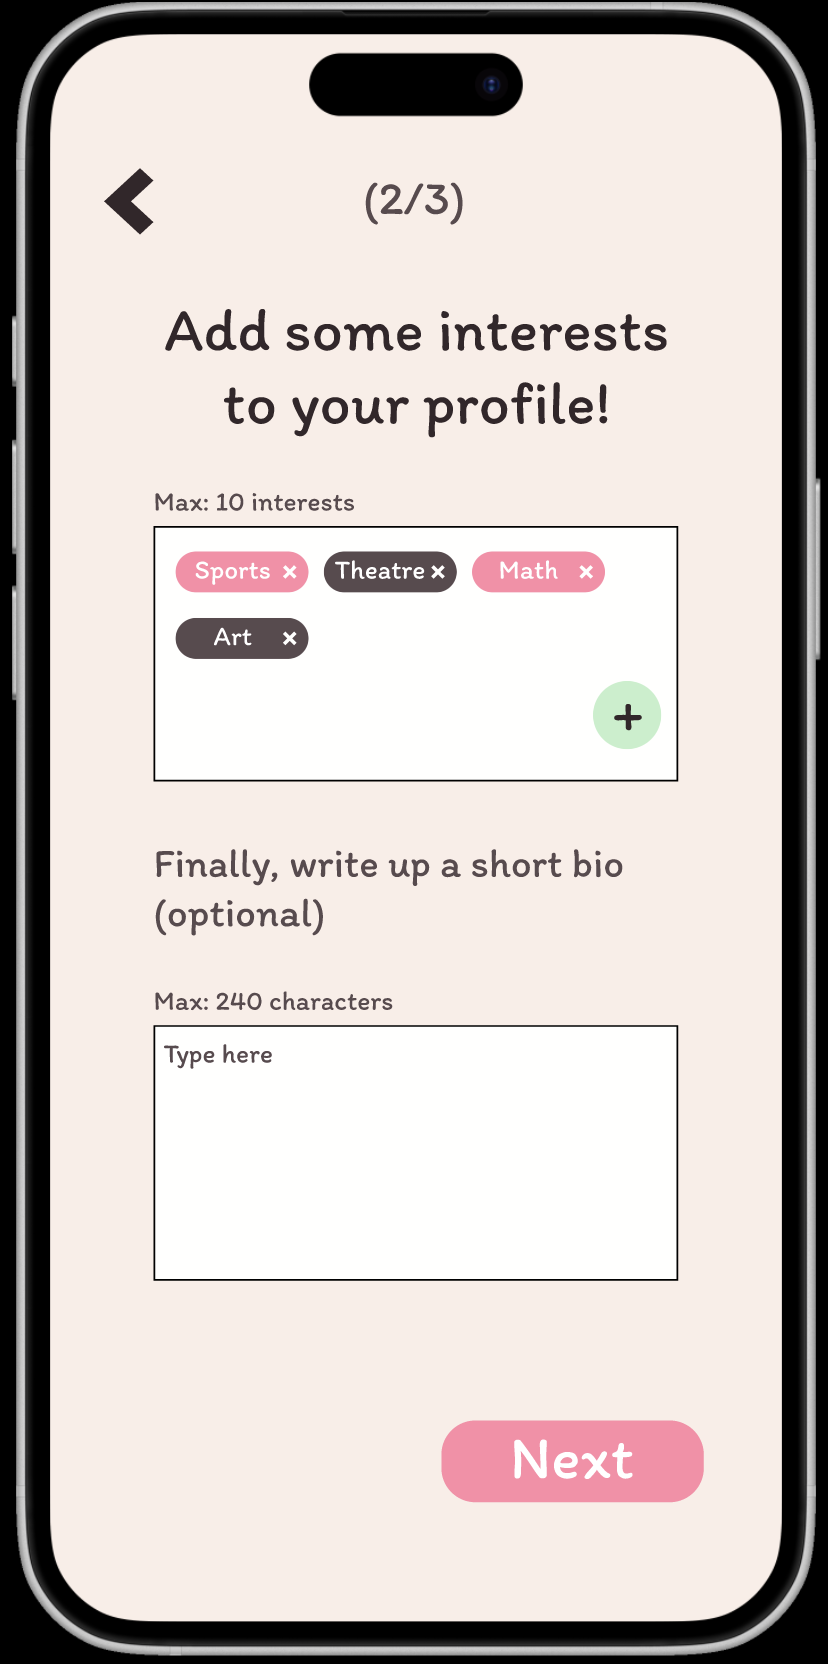 (2/3)
Add some interests
to your profile!
Max: 10 interests
Sports × Theatre × Math ×
Art ×
+
Finally, write up a short bio
(optional)
Max: 240 characters
Type here
Next